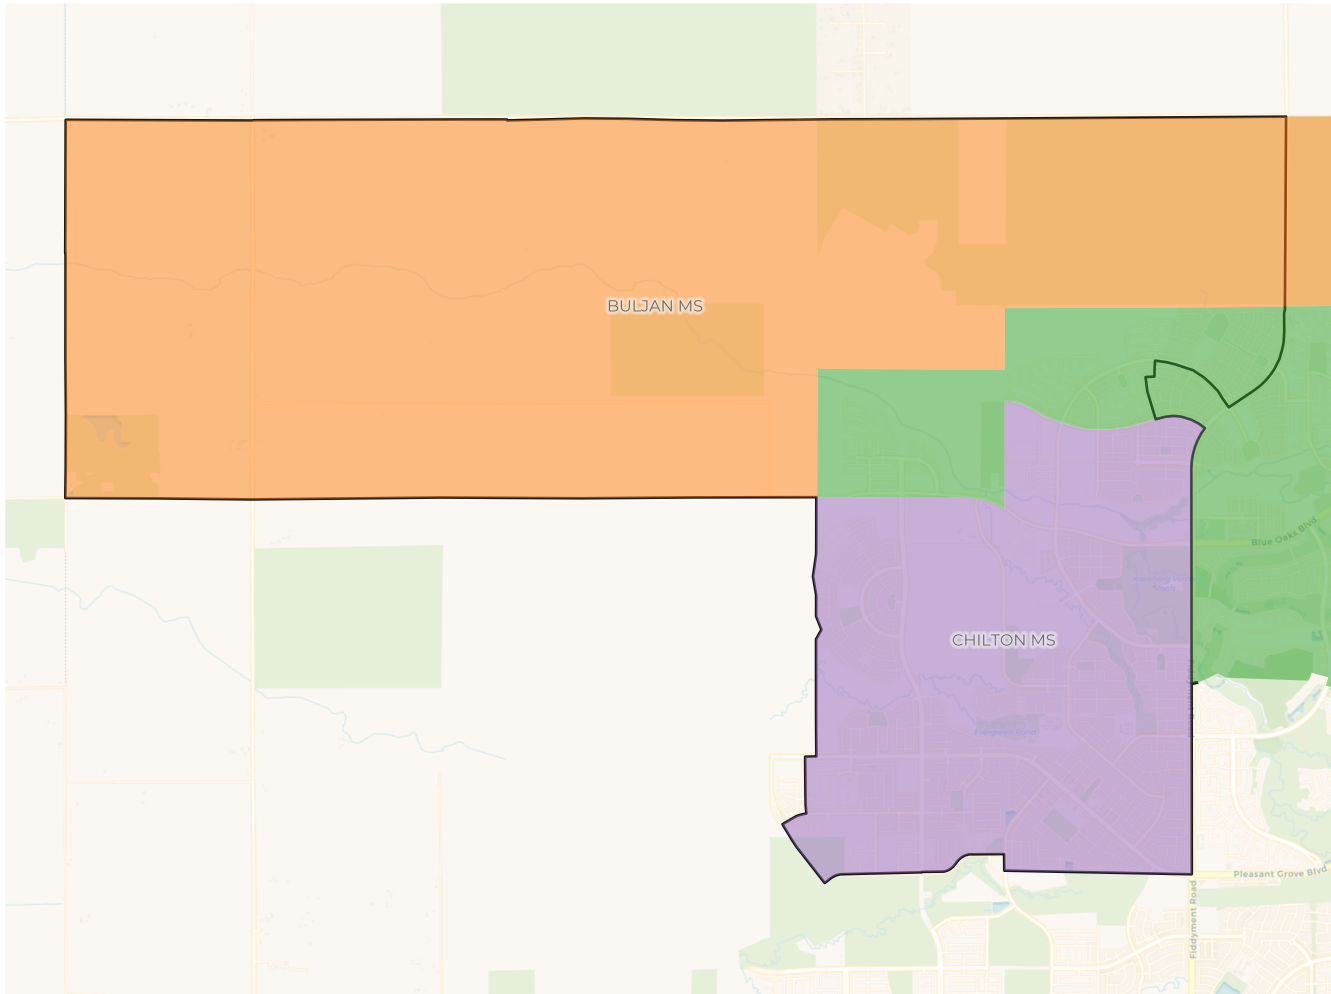 BULJAN MS
Blue Oaks Blvd
CHILTON MS
Pleasant Grove Blvd
Fiddyment Road